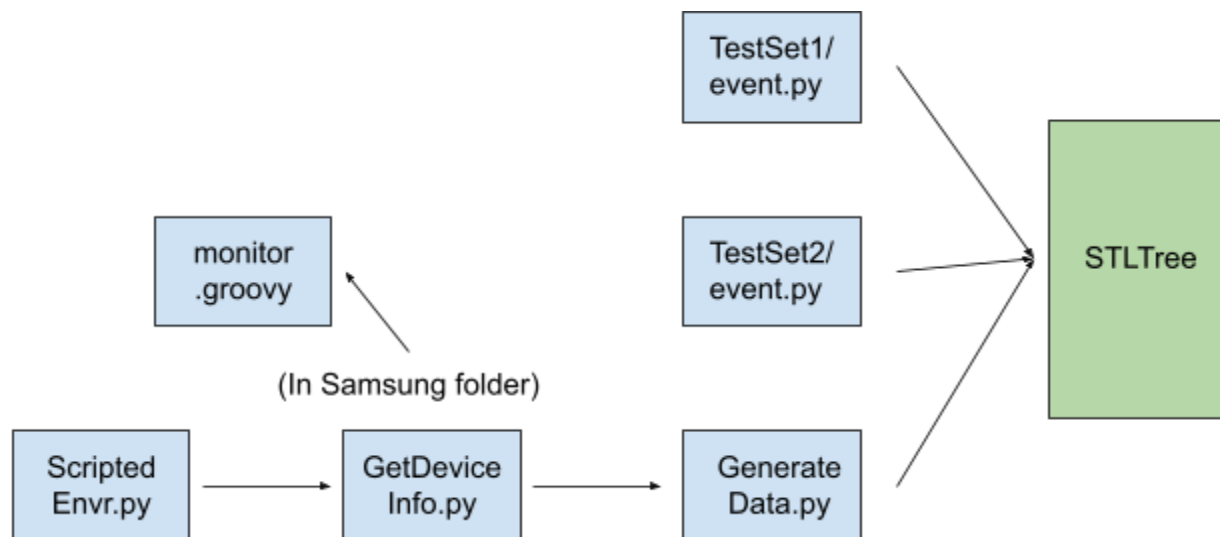 TestSet1/
event.py
monitor
.groovy
TestSet2/
event.py
STLTree
(In Samsung folder)
Scripted
Envr.py
GetDevice
Info.py
Generate
Data.py